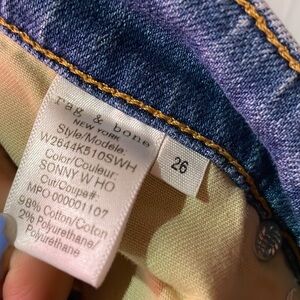 rag & bone
NEW YORK
Style/Modele:
W2644K510SWH
Color/Couleur:
SONNY W HO
Cut/Coupe#:
MPO 000001107
98% Cotton/Coton
2% Polyurethane/
Polyuréthane
26